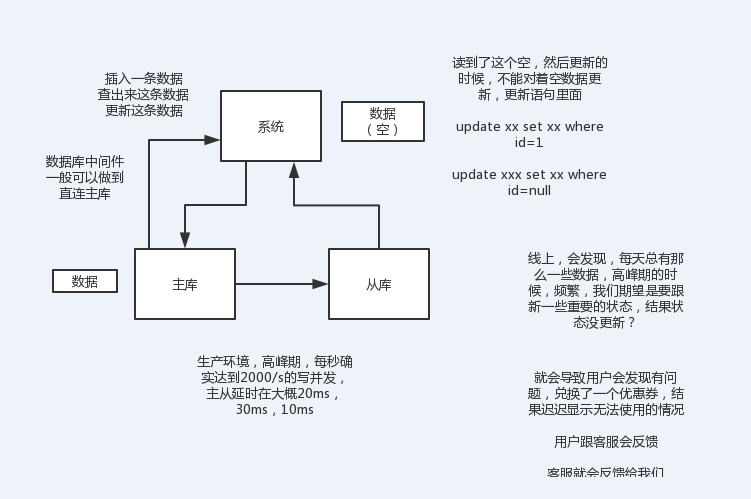 插入一条数据
查出来这条数据
更新这条数据
系统
数据
（空）
读到了这个空，然后更新的
时候，不能对着空数据更
新，更新语句里面
update xx set xx where
id=1
update xxx set xx where
id=null
数据库中间件
一般可以做到
直连主库
数据
主库
从库
线上，会发现，每天总有那
么一些数据，高峰期的时
候，频繁，我们期望是要跟
新一些重要的状态，结果状
态没更新？
生产环境，高峰期，每秒确
实达到2000/s的写并发，
主从延时在大概20ms，
30ms，10ms
就会导致用户会发现有问
题，兑换了一个优惠券，结
果迟迟显示无法使用的情况
用户跟客服会反馈
客服就会反馈给我们